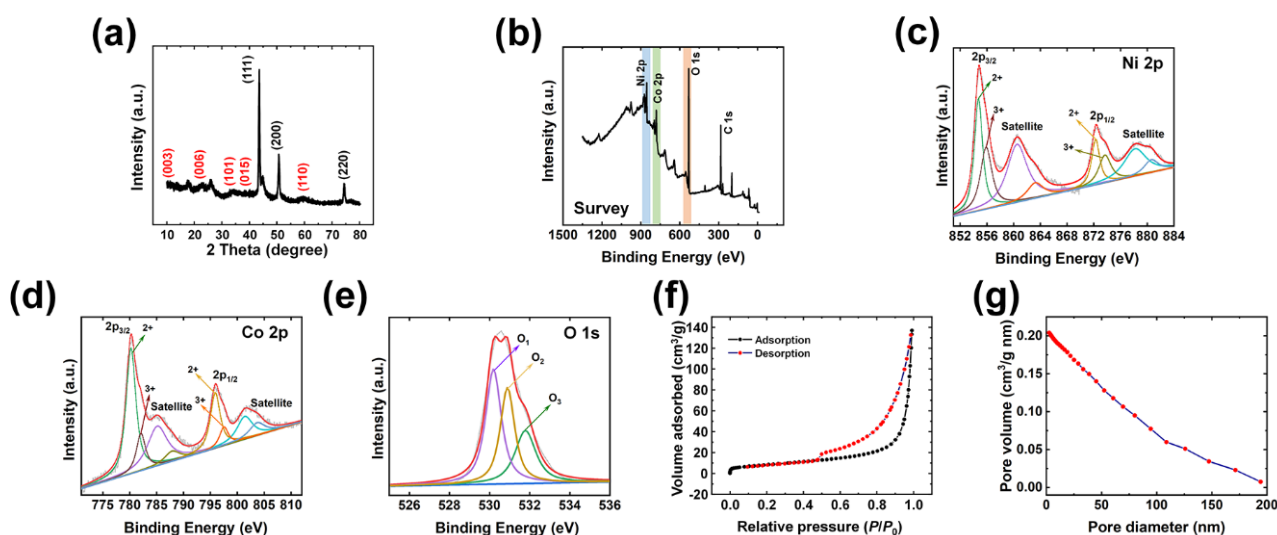 (a)
Intensity (a.u.)
(003)
(006)
(101)
(015)
(111)
(200)
(110)
(220)
10 20 30 40 50 60 70 80
2 Theta (degree)
(b)
Intensity (a.u.)
Ni 2p
Co 2p
O 1s
C 1s
Survey
1500 1200 900 600 300 0
Binding Energy (eV)
(c)
Ni 2p
Intensity (a.u.)
2p3/2
2+
3+
Satellite
2p1/2
2+
3+
Satellite
852 856 860 864 868 872 876 880 884
Binding Energy (eV)
(d)
Co 2p
Intensity (a.u.)
2p3/2
2+
3+
Satellite
2+
2p1/2
3+
Satellite
775 780 785 790 795 800 805 810
Binding Energy (eV)
(e)
O 1s
Intensity (a.u.)
O1
O2
O3
526 528 530 532 534 536
Binding Energy (eV)
(f)
Volume adsorbed (cm3/g)
140
120
100
80
60
40
20
0
-20
Adsorption
Desorption
0.0 0.2 0.4 0.6 0.8 1.0
Relative pressure (P/P0)
(g)
Pore volume (cm3/g nm)
0.20
0.15
0.10
0.05
0.00
0 50 100 150 200
Pore diameter (nm)